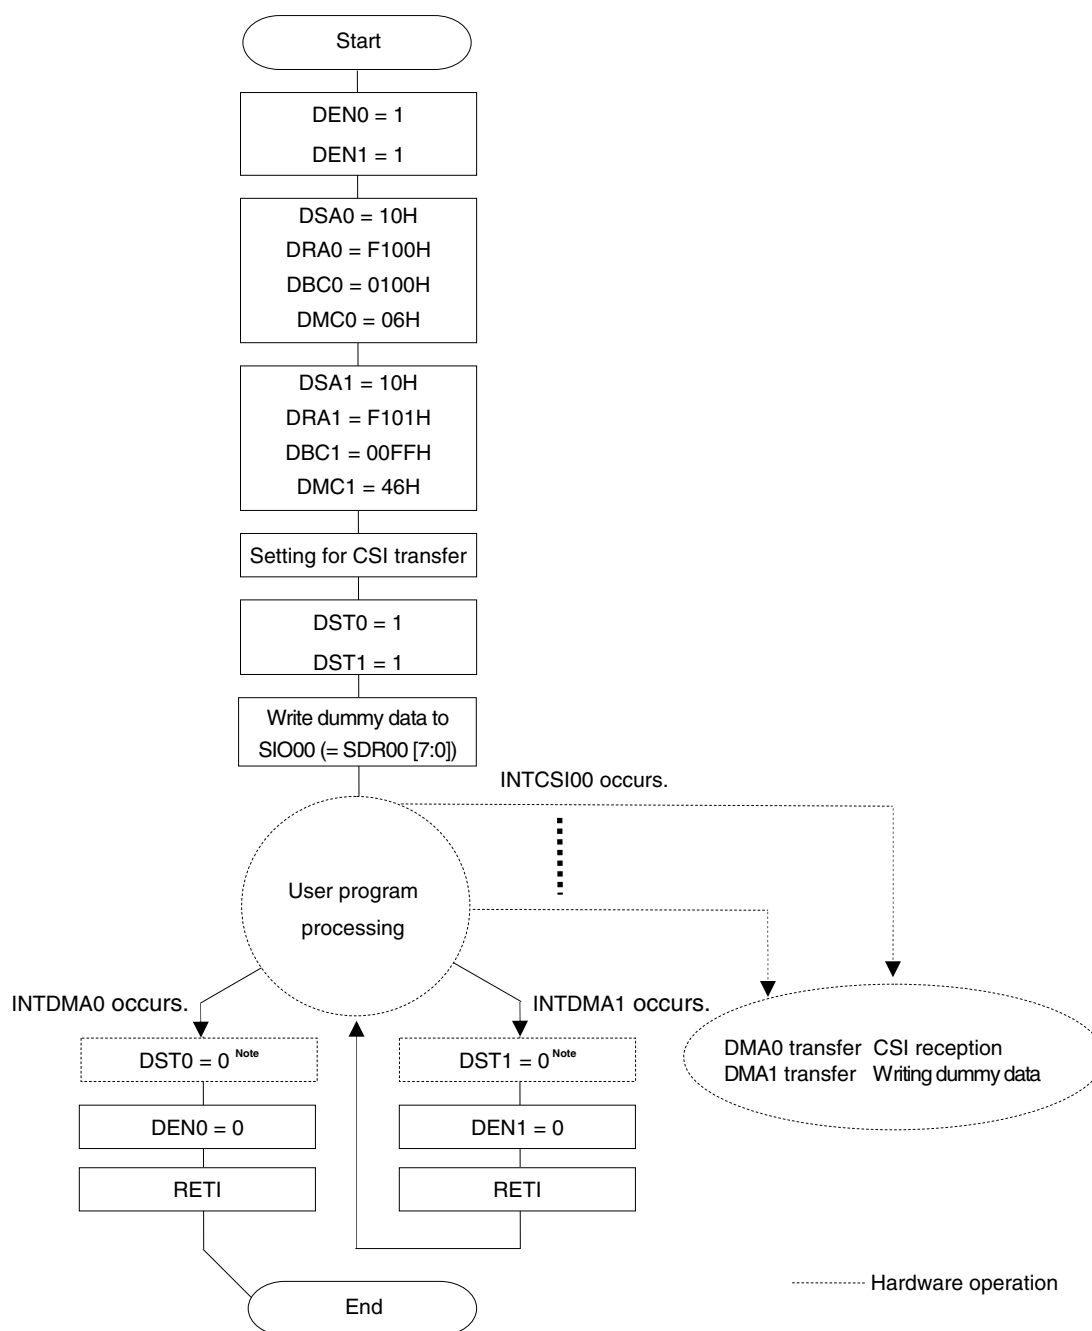 Start
DEN0 = 1
DEN1 = 1
DSA0 = 10H
DRA0 = F100H
DBC0 = 0100H
DMC0 = 06H
DSA1 = 10H
DRA1 = F101H
DBC1 = 00FFH
DMC1 = 46H
Setting for CSI transfer
DST0 = 1
DST1 = 1
Write dummy data to
SIO00 (= SDR00 [7:0])
INTCSI00 occurs.
User program
processing
INTDMA0 occurs.
INTDMA1 occurs.
DST0 = 0 Note
DST1 = 0 Note
DMA0 transfer CSI reception
DMA1 transfer Writing dummy data
DEN0 = 0
DEN1 = 0
RETI
RETI
Hardware operation
End